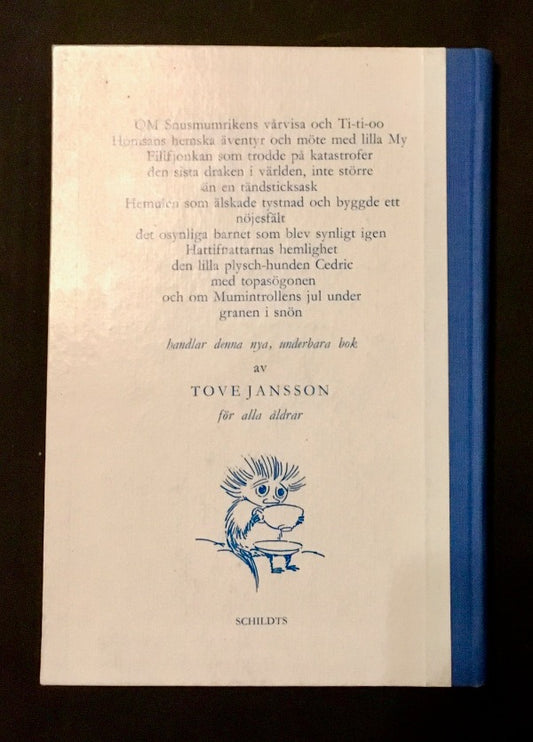 OM Snusmumrikens vårvisa och Ti-ti-oo
Homsans hemska äventyr och möte med lilla My
Filifjonkan som trodde på katastrofer
den sista draken i världen, inte större
än en tändsticksask
Hemulen som älskade tystnad och byggde ett
nöjesfält
det osynliga barnet som blev synligt igen
Hattifnattarnas hemlighet
den lilla plysch-hunden Cedric
med topasögonen
och om Mumintrollens jul under
granen i snön
handlar denna nya, underbara bok
av
TOVE JANSSON
för alla åldrar
SCHILDTS